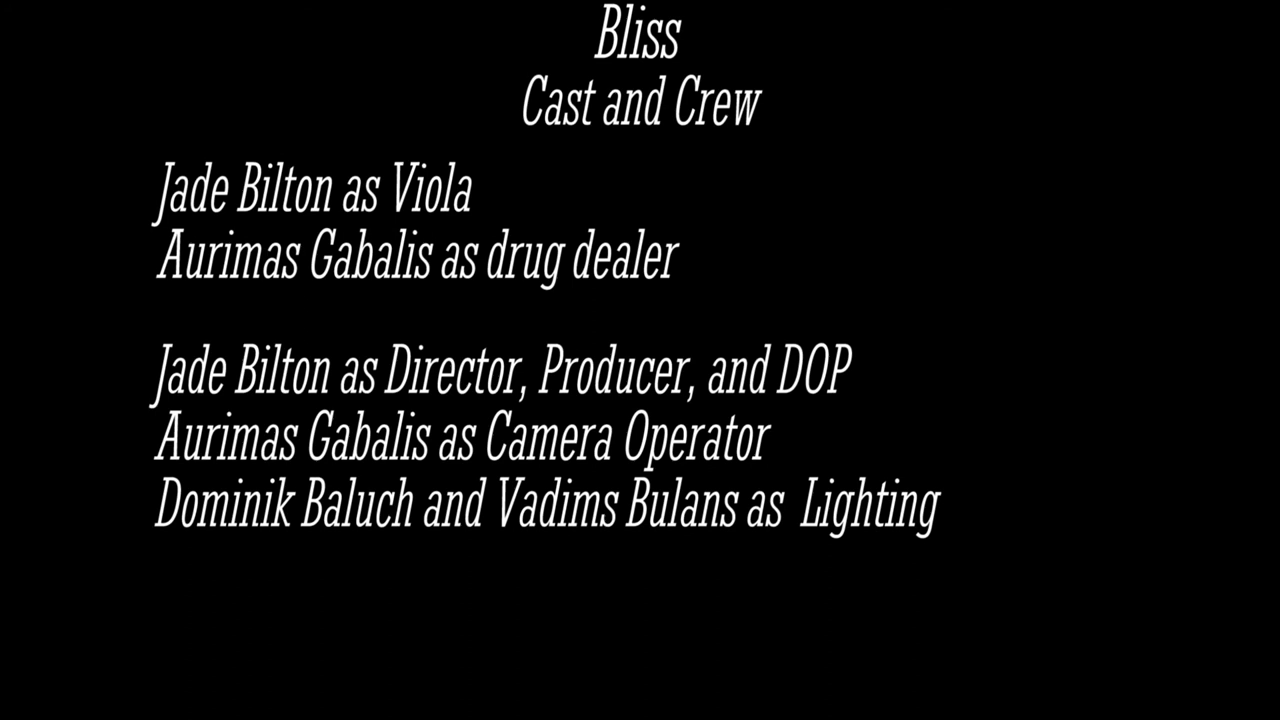 Bliss
Cast and Crew
Jade Bilton as Viola
Aurimas Gabalis as drug dealer
Jade Bilton as Director, Producer, and DOP
Aurimas Gabalis as Camera Operator
Dominik Baluch and Vadims Bulans as Lighting